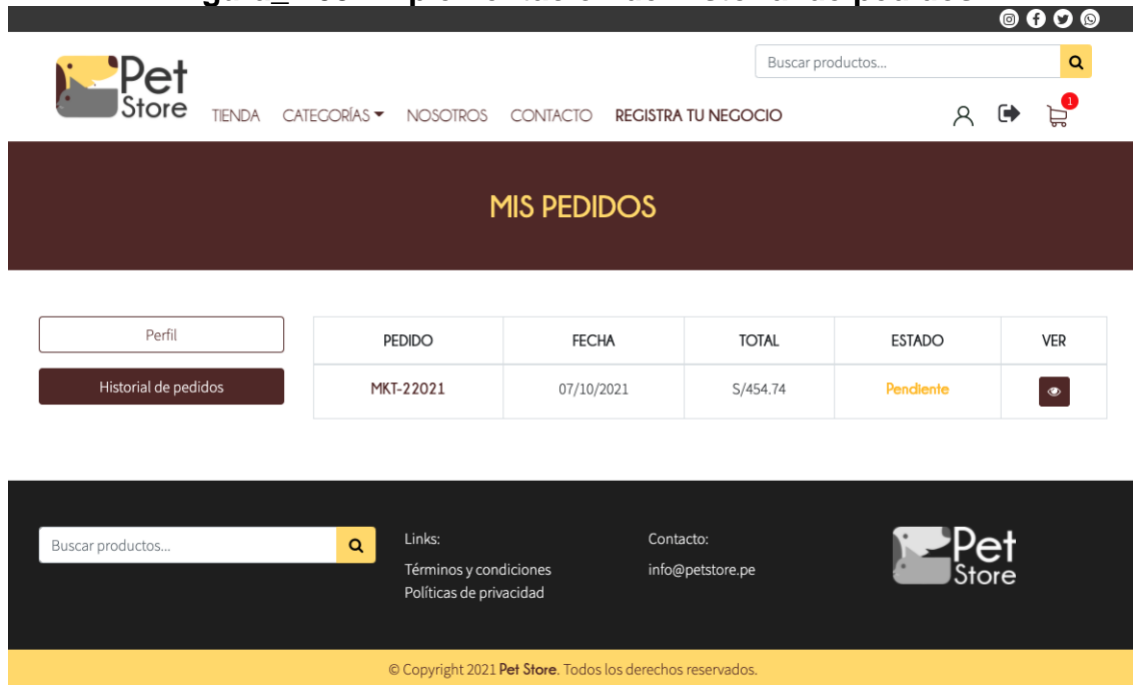 Buscar productos...
Pet
Store
TIENDA CATEGORÍAS NOSOTROS CONTACTO REGISTRA TU NEGOCIO
1
MIS PEDIDOS
Perfil
Historial de pedidos
PEDIDO FECHA TOTAL ESTADO VER
MKT-22021 07/10/2021 S/454.74 Pendiente
Buscar productos...
Links:
Términos y condiciones
Políticas de privacidad
Contacto:
info@petstore.pe
Pet
Store
© Copyright 2021 Pet Store. Todos los derechos reservados.